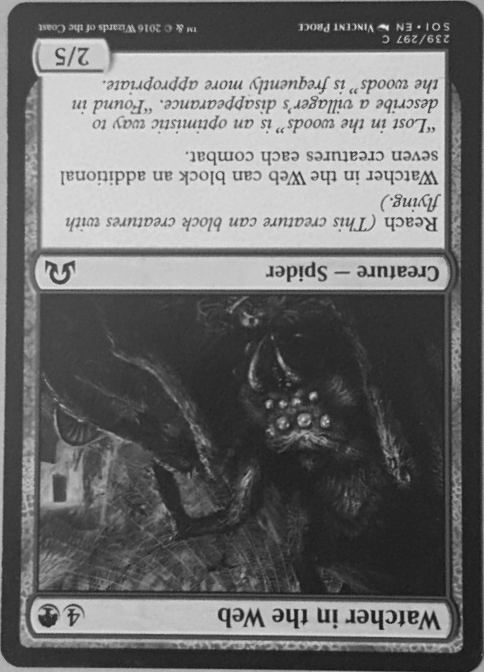 Watcher in the Web
4
Creature — Spider
Reach (This creature can block creatures with
flying.)
Watcher in the Web can block an additional
seven creatures each combat.
“Lost in the woods” is an optimistic way to
describe a villager’s disappearance. “Found in
the woods” is frequently more appropriate.
2/5
239/297 C
SOI • EN VINCENT PROCE
™ & © 2016 Wizards of the Coast